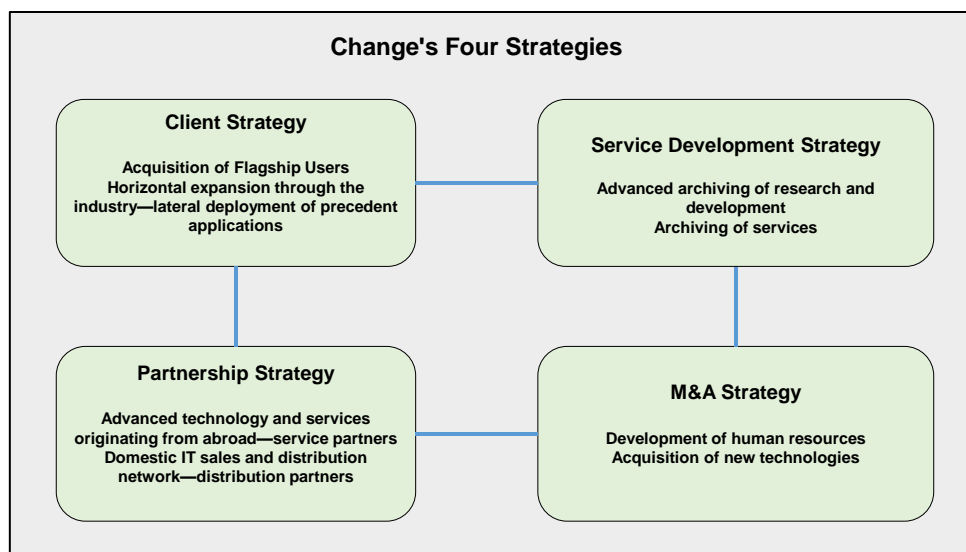 Change's Four Strategies
Client Strategy
Acquisition of Flagship Users
Horizontal expansion through the
industry—lateral deployment of precedent
applications
Service Development Strategy
Advanced archiving of research and
development
Archiving of services
Partnership Strategy
Advanced technology and services
originating from abroad—service partners
Domestic IT sales and distribution
network—distribution partners
M&A Strategy
Development of human resources
Acquisition of new technologies